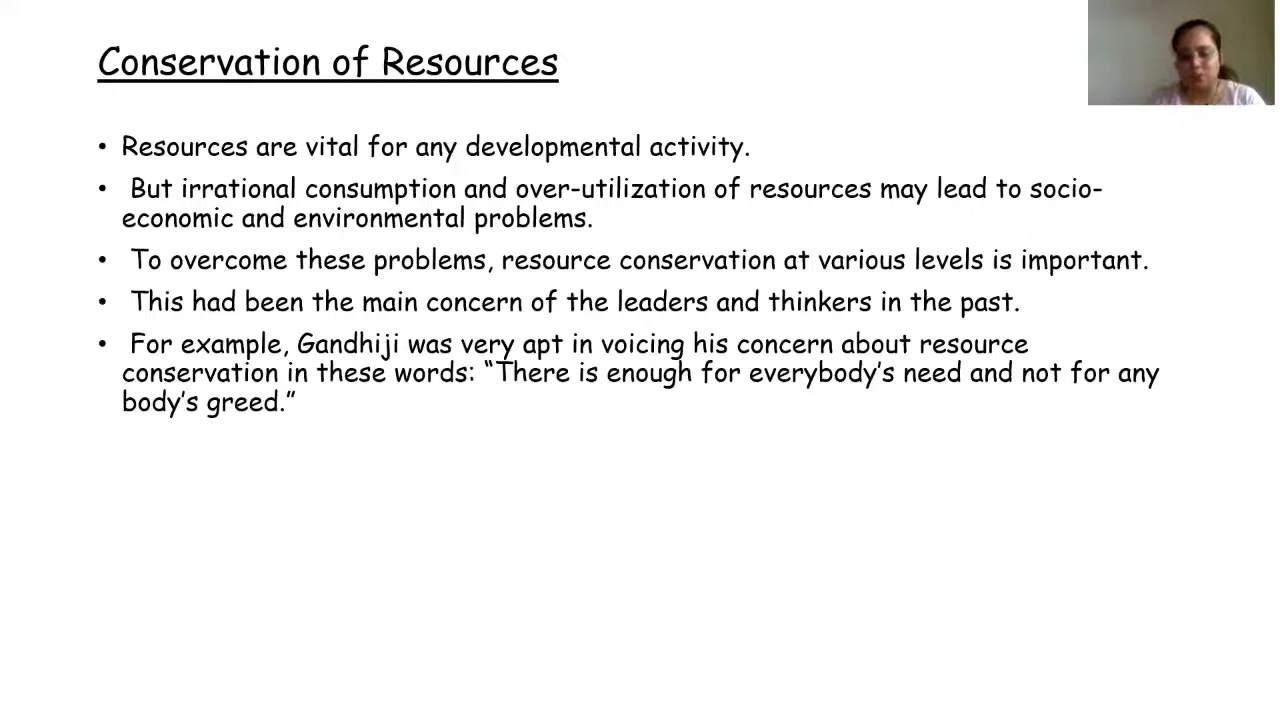 Conservation of Resources
• Resources are vital for any developmental activity.
• But irrational consumption and over-utilization of resources may lead to socio-
economic and environmental problems.
• To overcome these problems, resource conservation at various levels is important.
• This had been the main concern of the leaders and thinkers in the past.
• For example, Gandhiji was very apt in voicing his concern about resource
conservation in these words: “There is enough for everybody’s need and not for any
body’s greed.”